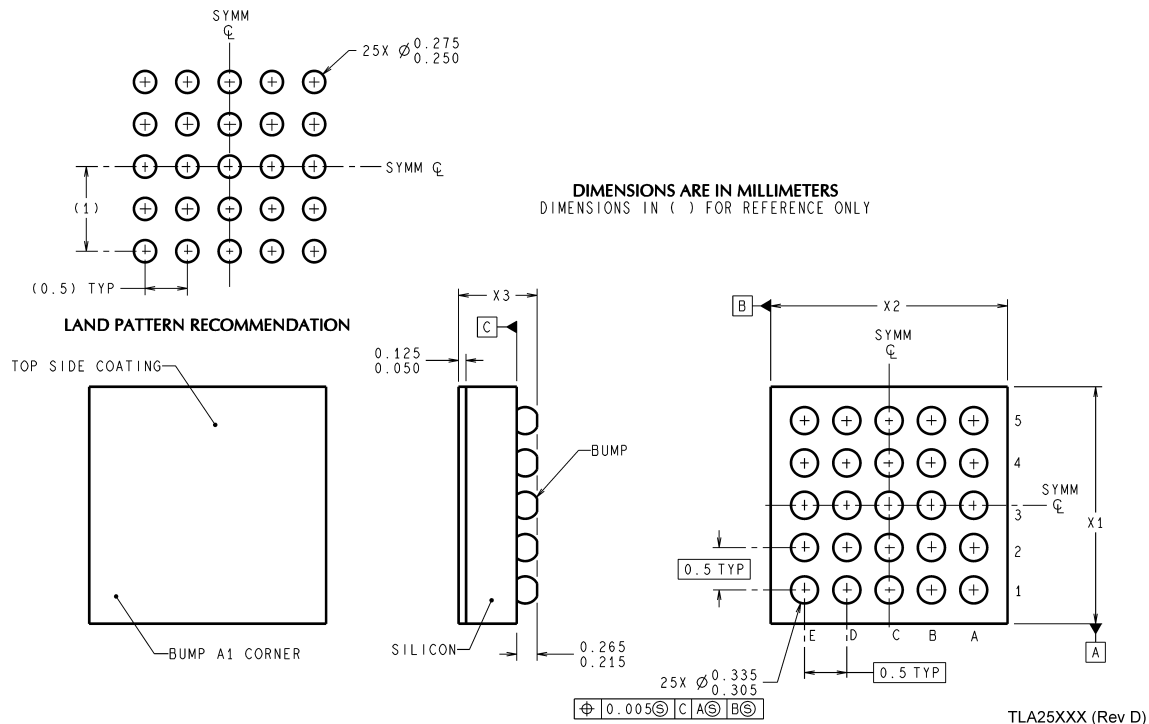 SYMM
℄
25X Ø 0.275
0.250
SYMM ℄
(1)
(0.5) TYP
LAND PATTERN RECOMMENDATION
DIMENSIONS ARE IN MILLIMETERS
DIMENSIONS IN ( ) FOR REFERENCE ONLY
TOP SIDE COATING
BUMP A1 CORNER
X3
C
0.125
0.050
BUMP
SILICON
0.265
0.215
B
X2
SYMM
℄
5
4
3
2
1
SYMM
℄
X1
0.5 TYP
E D C B A
A
0.5 TYP
25X Ø 0.335
0.305
⌖ 0.005Ⓢ C AⓈ BⓈ
TLA25XXX (Rev D)